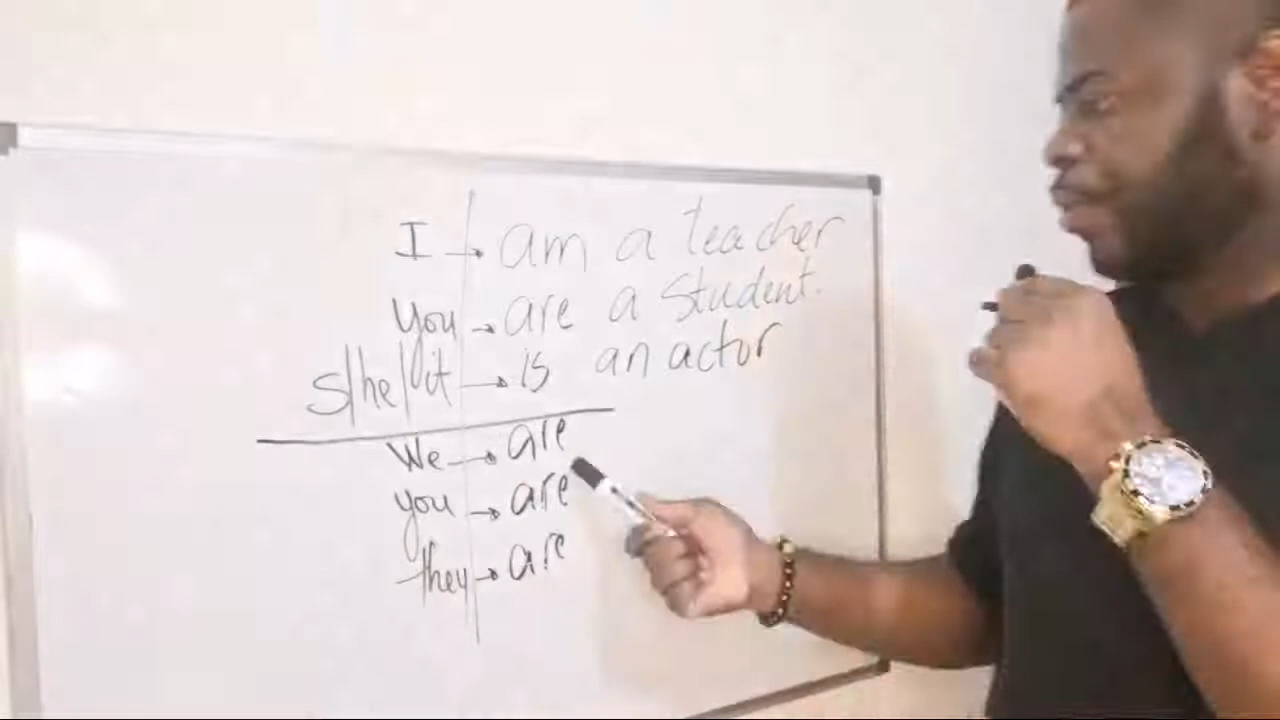 I → am a teacher
You → are a student.
S/he/it → is an actor
We → are
you → are
they → are